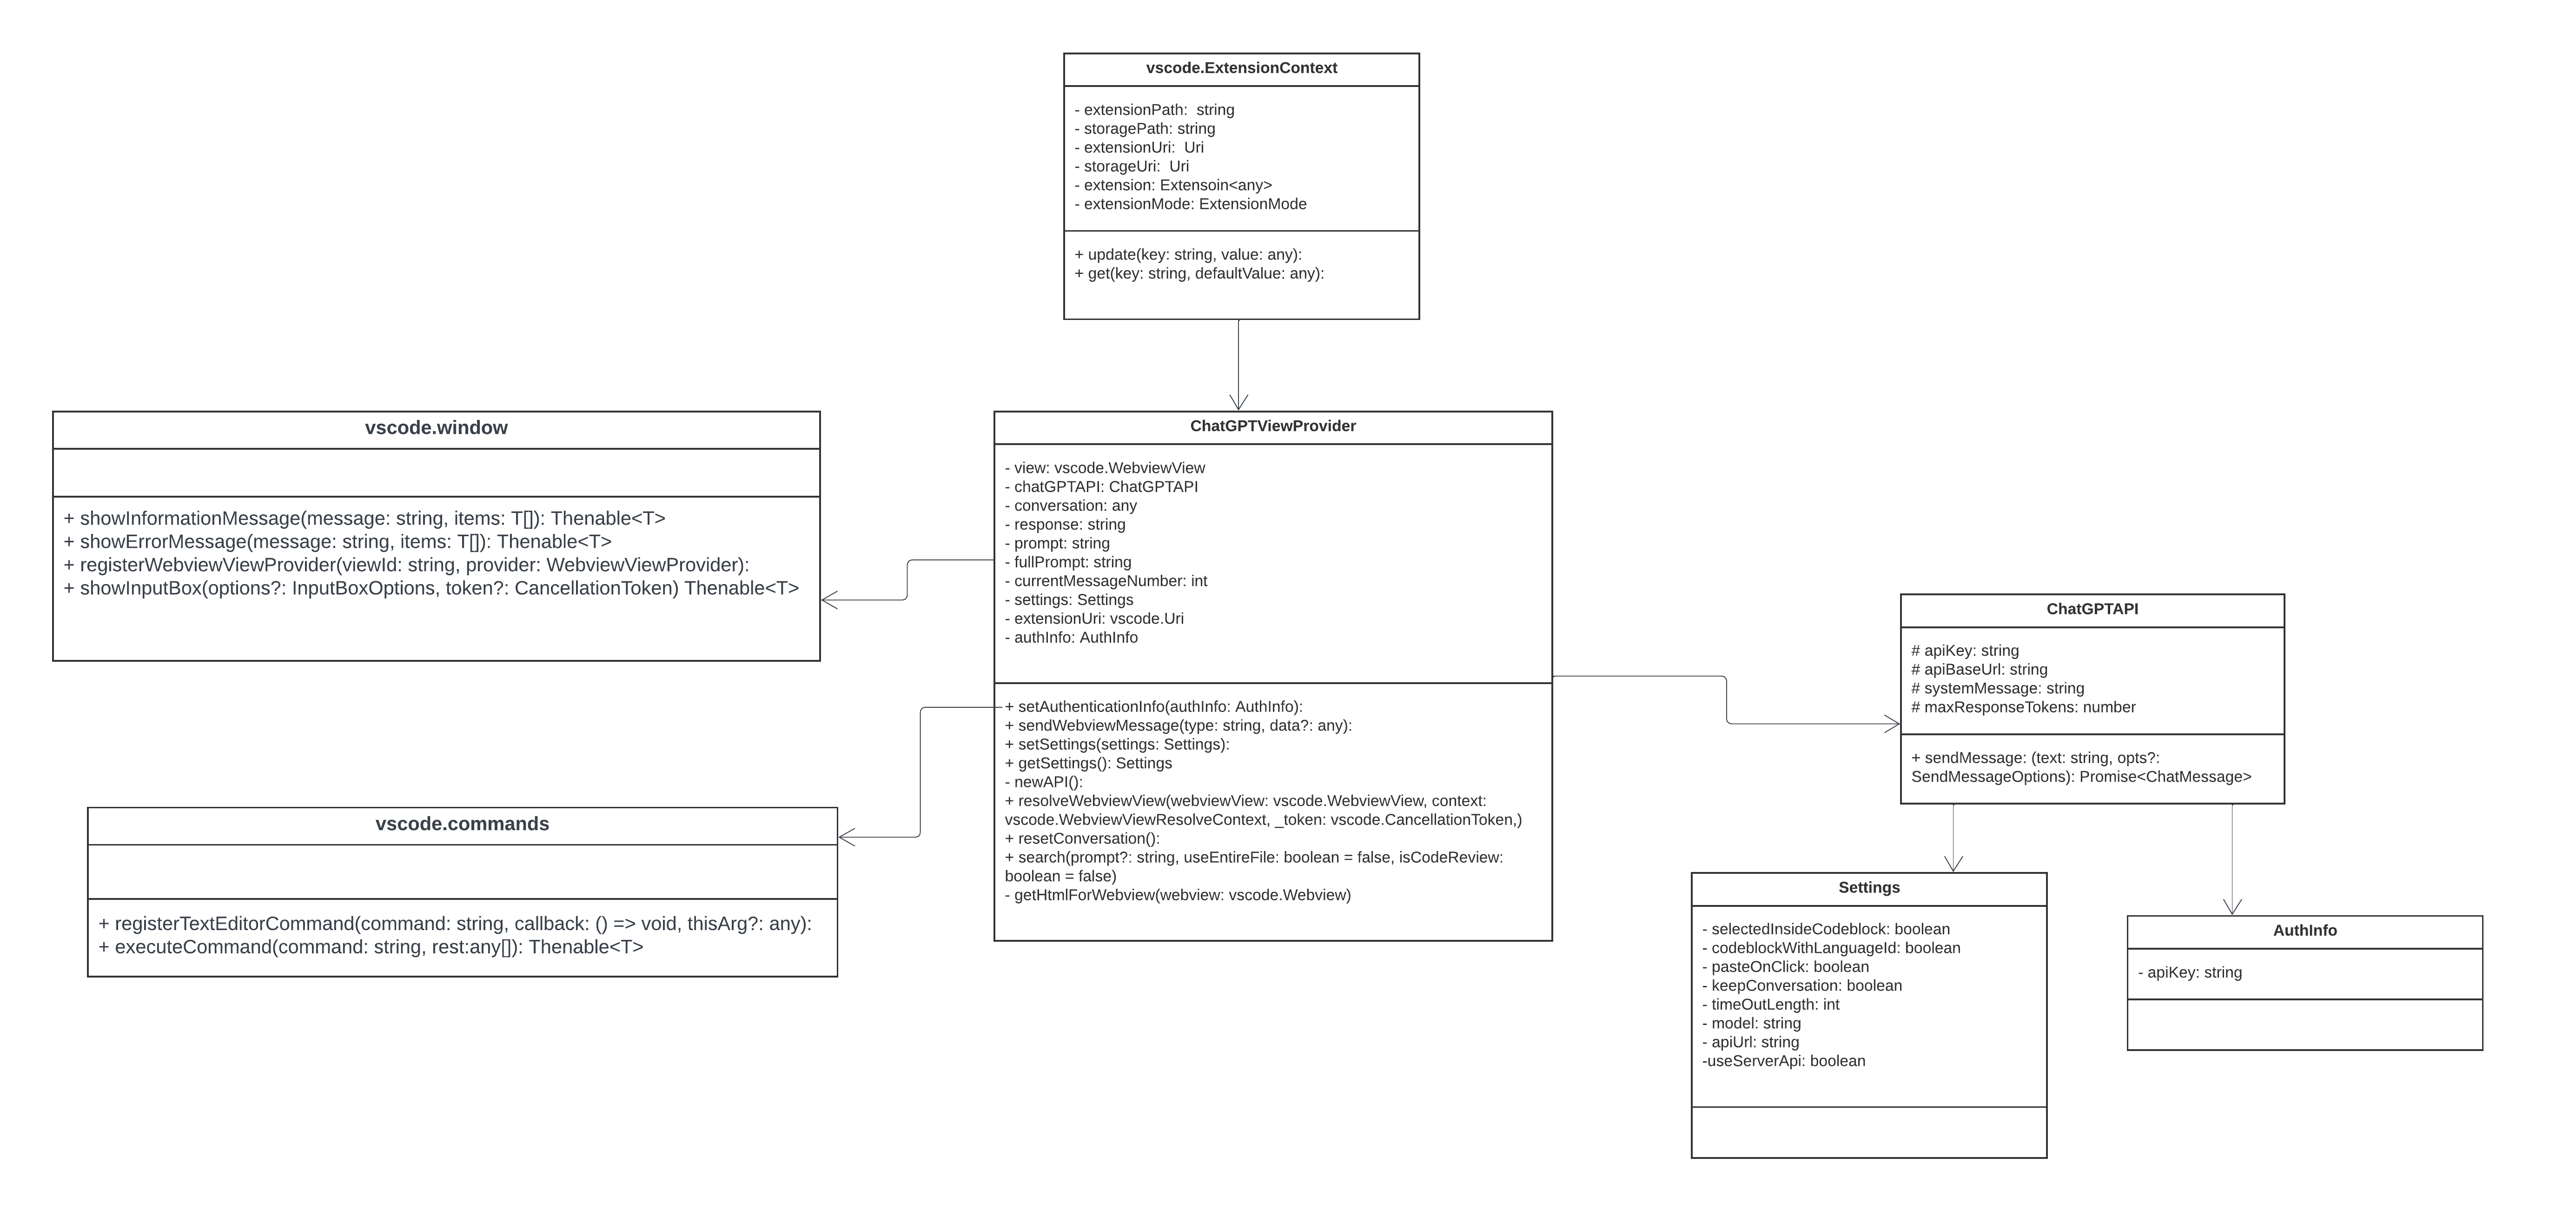 vscode.ExtensionContext
- extensionPath:  string
- storagePath: string
- extensionUri:  Uri
- storageUri:  Uri
- extension: Extensoin<any>
- extensionMode: ExtensionMode
+ update(key: string, value: any):
+ get(key: string, defaultValue: any):
vscode.window
+ showInformationMessage(message: string, items: T[]): Thenable<T>
+ showErrorMessage(message: string, items: T[]): Thenable<T>
+ registerWebviewViewProvider(viewId: string, provider: WebviewViewProvider):
+ showInputBox(options?: InputBoxOptions, token?: CancellationToken) Thenable<T>
ChatGPTViewProvider
- view: vscode.WebviewView
- chatGPTAPI: ChatGPTAPI
- conversation: any
- response: string
- prompt: string
- fullPrompt: string
- currentMessageNumber: int
- settings: Settings
- extensionUri: vscode.Uri
- authInfo: AuthInfo
+ setAuthenticationInfo(authInfo: AuthInfo):
+ sendWebviewMessage(type: string, data?: any):
+ setSettings(settings: Settings):
+ getSettings(): Settings
- newAPI():
+ resolveWebviewView(webviewView: vscode.WebviewView, context:
vscode.WebviewViewResolveContext, _token: vscode.CancellationToken,)
+ resetConversation():
+ search(prompt?: string, useEntireFile: boolean = false, isCodeReview:
boolean = false)
- getHtmlForWebview(webview: vscode.Webview)
ChatGPTAPI
# apiKey: string
# apiBaseUrl: string
# systemMessage: string
# maxResponseTokens: number
+ sendMessage: (text: string, opts?:
SendMessageOptions): Promise<ChatMessage>
vscode.commands
+ registerTextEditorCommand(command: string, callback: () => void, thisArg?: any):
+ executeCommand(command: string, rest:any[]): Thenable<T>
Settings
- selectedInsideCodeblock: boolean
- codeblockWithLanguageId: boolean
- pasteOnClick: boolean
- keepConversation: boolean
- timeOutLength: int
- model: string
- apiUrl: string
-useServerApi: boolean
AuthInfo
- apiKey: string